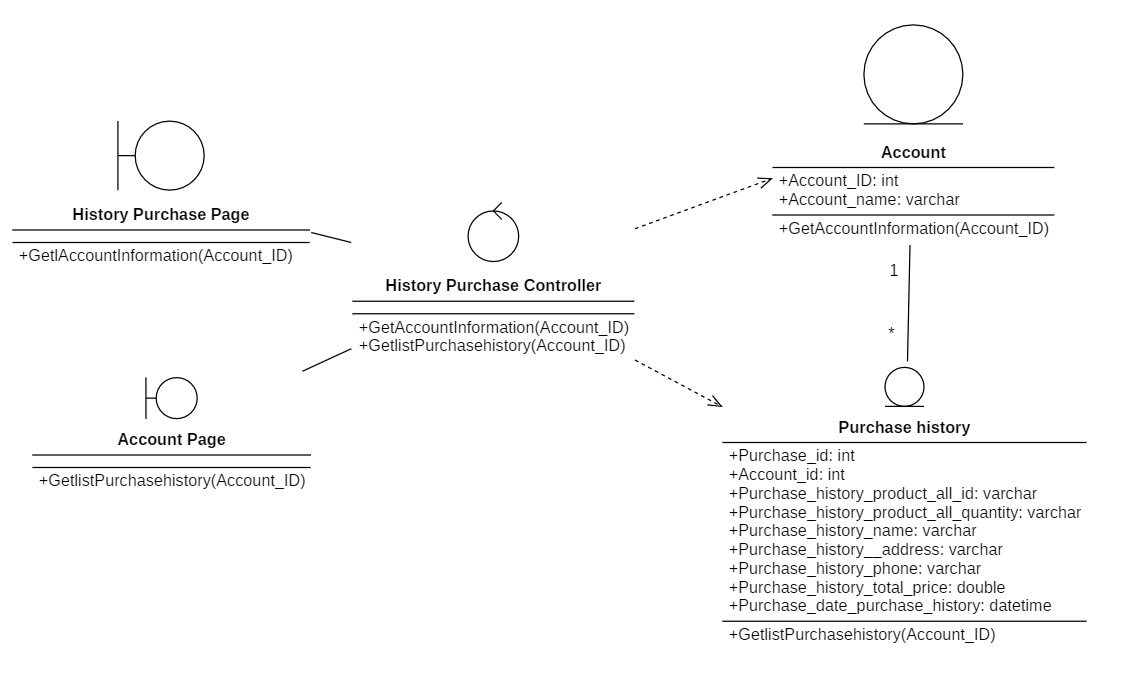 History Purchase Page
+GetIAccountInformation(Account_ID)
Account Page
+GetlistPurchasehistory(Account_ID)
History Purchase Controller
+GetAccountInformation(Account_ID)
+GetlistPurchasehistory(Account_ID)
Account
+Account_ID: int
+Account_name: varchar
+GetAccountInformation(Account_ID)
1
*
Purchase history
+Purchase_id: int
+Account_id: int
+Purchase_history_product_all_id: varchar
+Purchase_history_product_all_quantity: varchar
+Purchase_history_name: varchar
+Purchase_history__address: varchar
+Purchase_history_phone: varchar
+Purchase_history_total_price: double
+Purchase_date_purchase_history: datetime
+GetlistPurchasehistory(Account_ID)